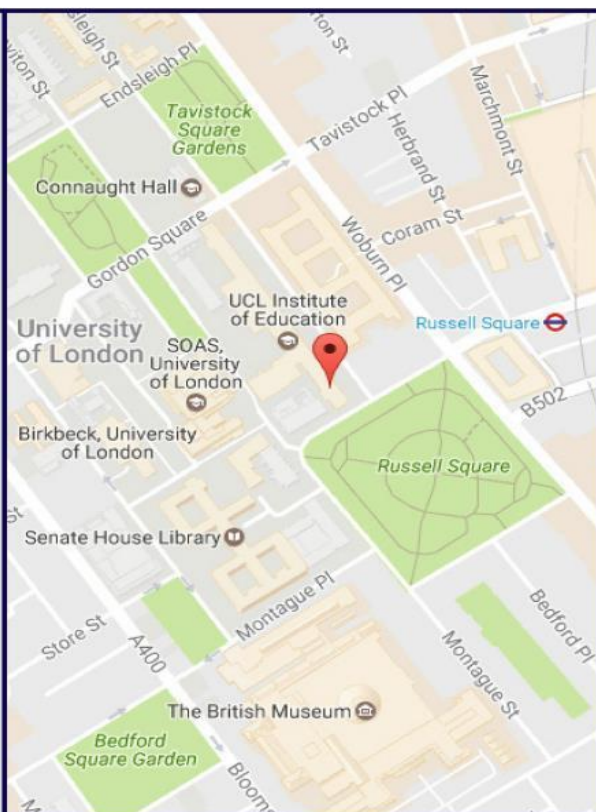 Tavistock
Square
Gardens
Endsleigh Pl
Tavistock Pl
Herbrand St
Marchmont St
Connaught Hall
Gordon Square
Woburn Pl
Coram St
UCL Institute
of Education
Russell Square
University
of London
SOAS,
University
of London
B502
Birkbeck, University
of London
Russell Square
Senate House Library
Montague Pl
Store St
A400
Bedford Pl
Montague St
The British Museum
Bedford
Square Garden
St